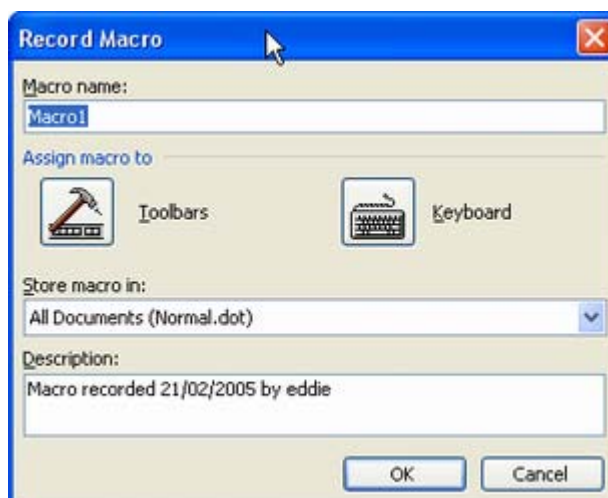 Record Macro
Macro name:
Macro1
Assign macro to
Toolbars
Keyboard
Store macro in:
All Documents (Normal.dot)
Description:
Macro recorded 21/02/2005 by eddie
OK
Cancel